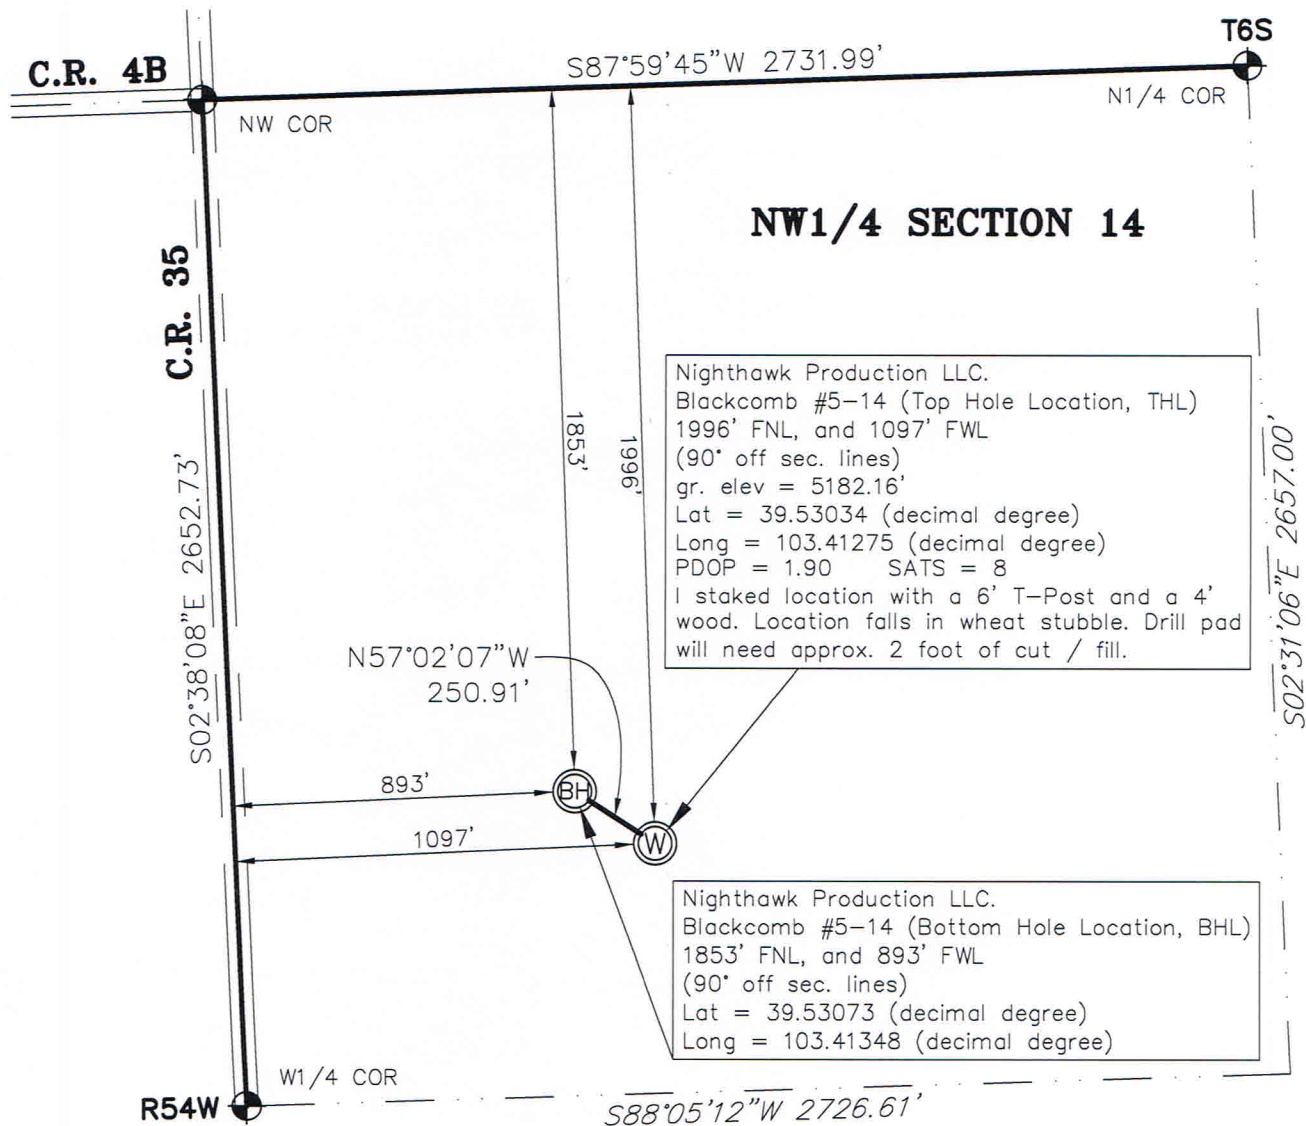 T6S
C.R. 4B
S87°59'45"W 2731.99'
NW COR
N1/4 COR
NW1/4 SECTION 14
C.R. 35
1853'
1996'
Nighthawk Production LLC.
Blackcomb #5-14 (Top Hole Location, THL)
1996' FNL, and 1097' FWL
(90° off sec. lines)
gr. elev = 5182.16'
Lat = 39.53034 (decimal degree)
Long = 103.41275 (decimal degree)
PDOP = 1.90 SATS = 8
I staked location with a 6' T-Post and a 4'
wood. Location falls in wheat stubble. Drill pad
will need approx. 2 foot of cut / fill.
S02°38'08"E 2652.73'
S02°31'06"E 2657.00'
N57°02'07"W
250.91'
893'
BH
1097'
W
Nighthawk Production LLC.
Blackcomb #5-14 (Bottom Hole Location, BHL)
1853' FNL, and 893' FWL
(90° off sec. lines)
Lat = 39.53073 (decimal degree)
Long = 103.41348 (decimal degree)
W1/4 COR
R54W
S88°05'12"W 2726.61'